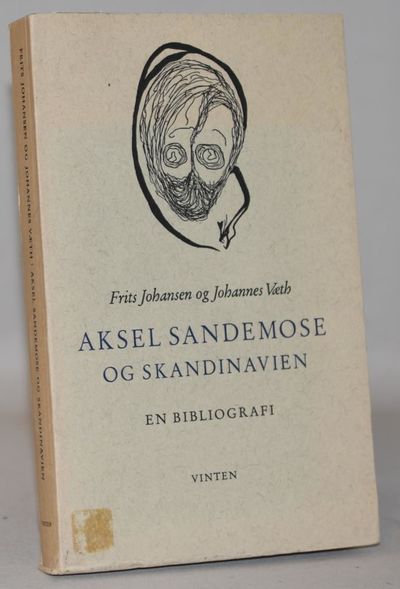 Frits Johansen og Johannes Væth
AKSEL SANDEMOSE
OG SKANDINAVIEN
EN BIBLIOGRAFI
VINTEN
FRITS JOHANSEN OG JOHANNES VÆTH / AKSEL SANDEMOSE OG SKANDINAVIEN
VINTEN